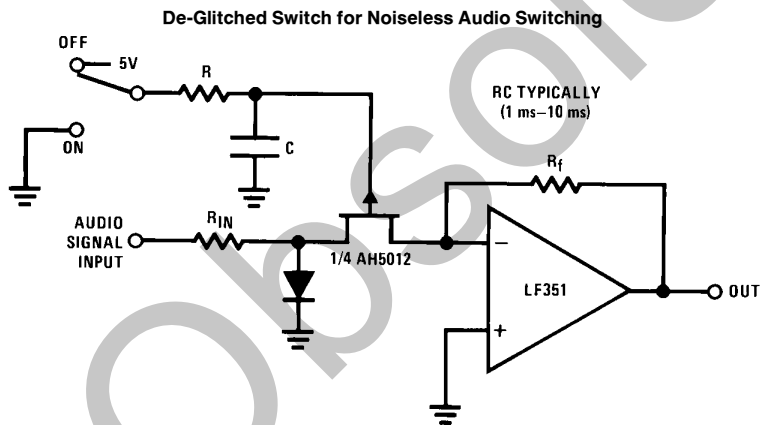 De-Glitched Switch for Noiseless Audio Switching
OFF
5V
R
RC TYPICALLY
(1 ms–10 ms)
C
ON
Rf
AUDIO
SIGNAL
INPUT
RIN
1/4 AH5012
−
LF351
OUT
+